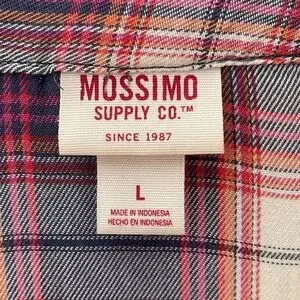 MOSSIMO
SUPPLY CO.™
SINCE 1987
L
MADE IN INDONESIA
HECHO EN INDONESIA